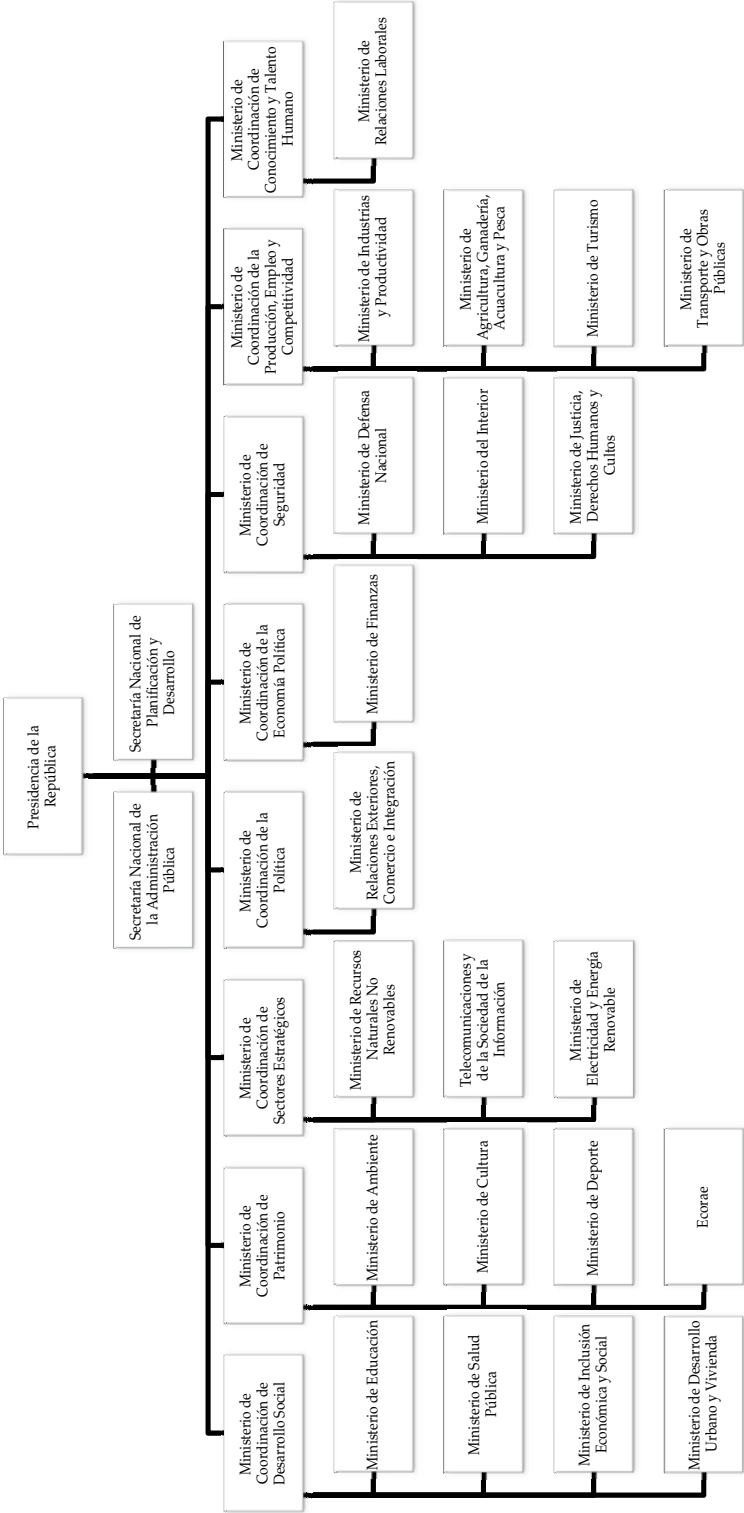 Presidencia de la
República
Secretaría Nacional de
la Administración
Pública
Secretaría Nacional de
Planificación y
Desarrollo
Ministerio de
Coordinación de
Desarrollo Social
Ministerio de Educación
Ministerio de Salud
Pública
Ministerio de Inclusión
Económica y Social
Ministerio de Desarrollo
Urbano y Vivienda
Ministerio de
Coordinación de
Patrimonio
Ministerio de Ambiente
Ministerio de Cultura
Ministerio de Deporte
Ecorae
Ministerio de
Coordinación de
Sectores Estratégicos
Ministerio de Recursos
Naturales No
Renovables
Telecomunicaciones y
de la Sociedad de la
Información
Ministerio de
Electricidad y Energía
Renovable
Ministerio de
Coordinación de la
Política
Ministerio de
Relaciones Exteriores,
Comercio e Integración
Ministerio de
Coordinación de la
Economía Política
Ministerio de Finanzas
Ministerio de
Coordinación de
Seguridad
Ministerio de Defensa
Nacional
Ministerio del Interior
Ministerio de Justicia,
Derechos Humanos y
Cultos
Ministerio de
Coordinación de la
Producción, Empleo y
Competitividad
Ministerio de Industrias
y Productividad
Ministerio de
Agricultura, Ganadería,
Acuacultura y Pesca
Ministerio de Turismo
Ministerio de
Transporte y Obras
Públicas
Ministerio de
Coordinación de
Conocimiento y Talento
Humano
Ministerio de
Relaciones Laborales